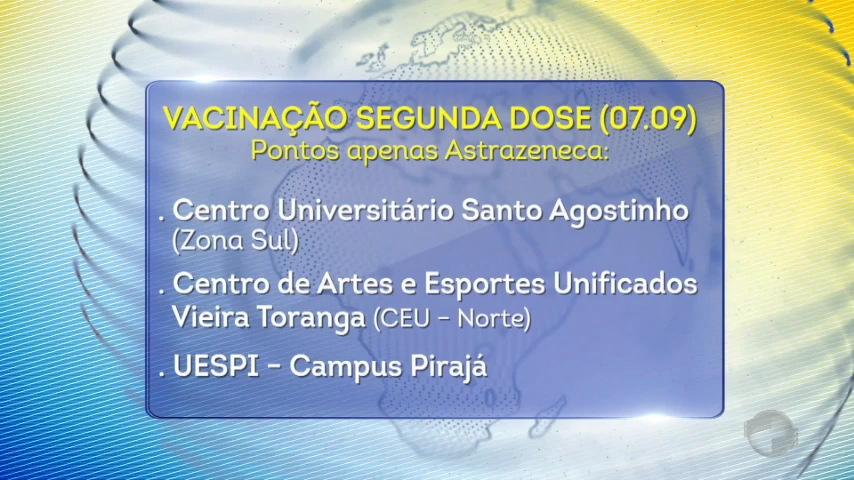 VACINAÇÃO SEGUNDA DOSE (07.09)
Pontos apenas Astrazeneca:
. Centro Universitário Santo Agostinho
(Zona Sul)
. Centro de Artes e Esportes Unificados
Vieira Toranga (CEU – Norte)
. UESPI – Campus Pirajá